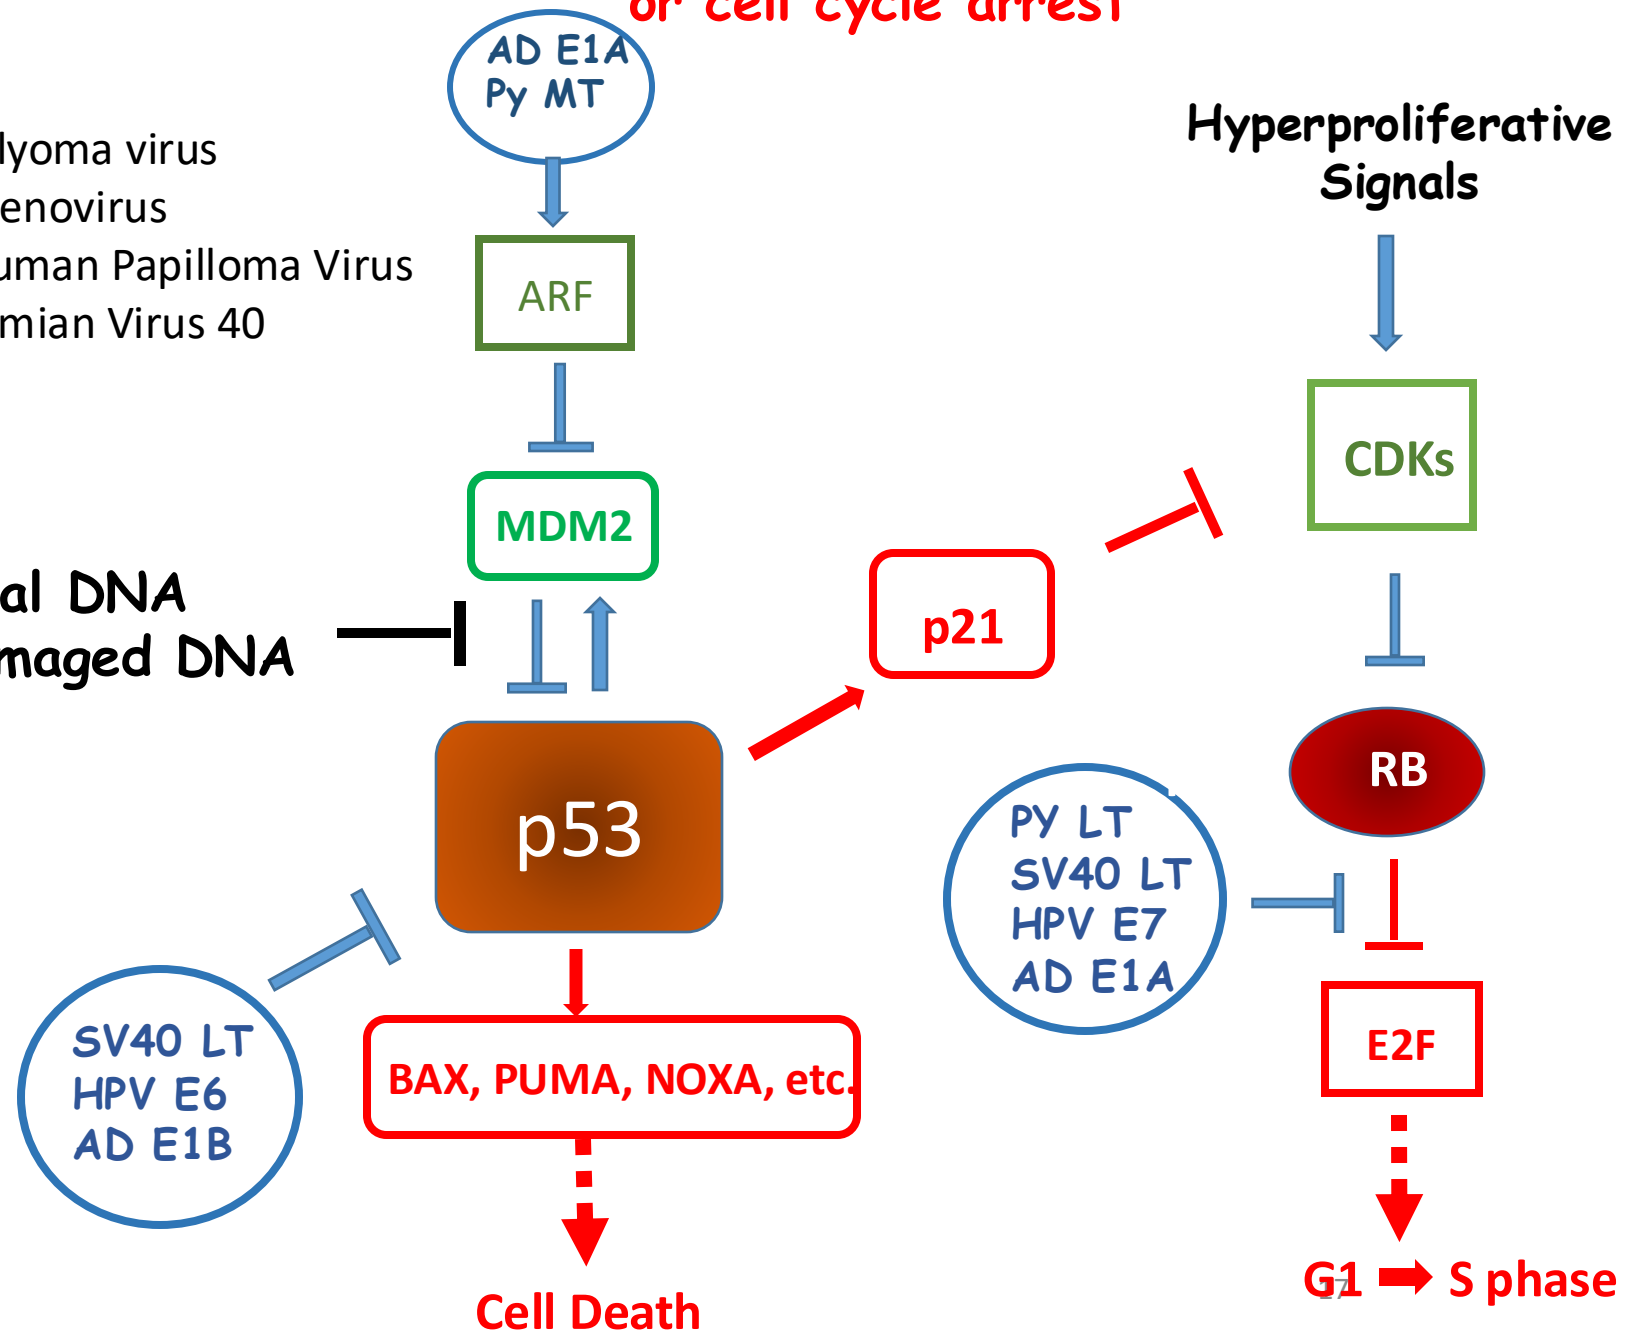 or cell cycle arrest
AD E1A
Py MT
lyoma virus
enovirus
uman Papilloma Virus
mian Virus 40
Hyperproliferative
Signals
ARF
CDKs
MDM2
al DNA
maged DNA
p21
p53
RB
PY LT
SV40 LT
HPV E7
AD E1A
SV40 LT
HPV E6
AD E1B
BAX, PUMA, NOXA, etc.
E2F
Cell Death
G1 S phase
17